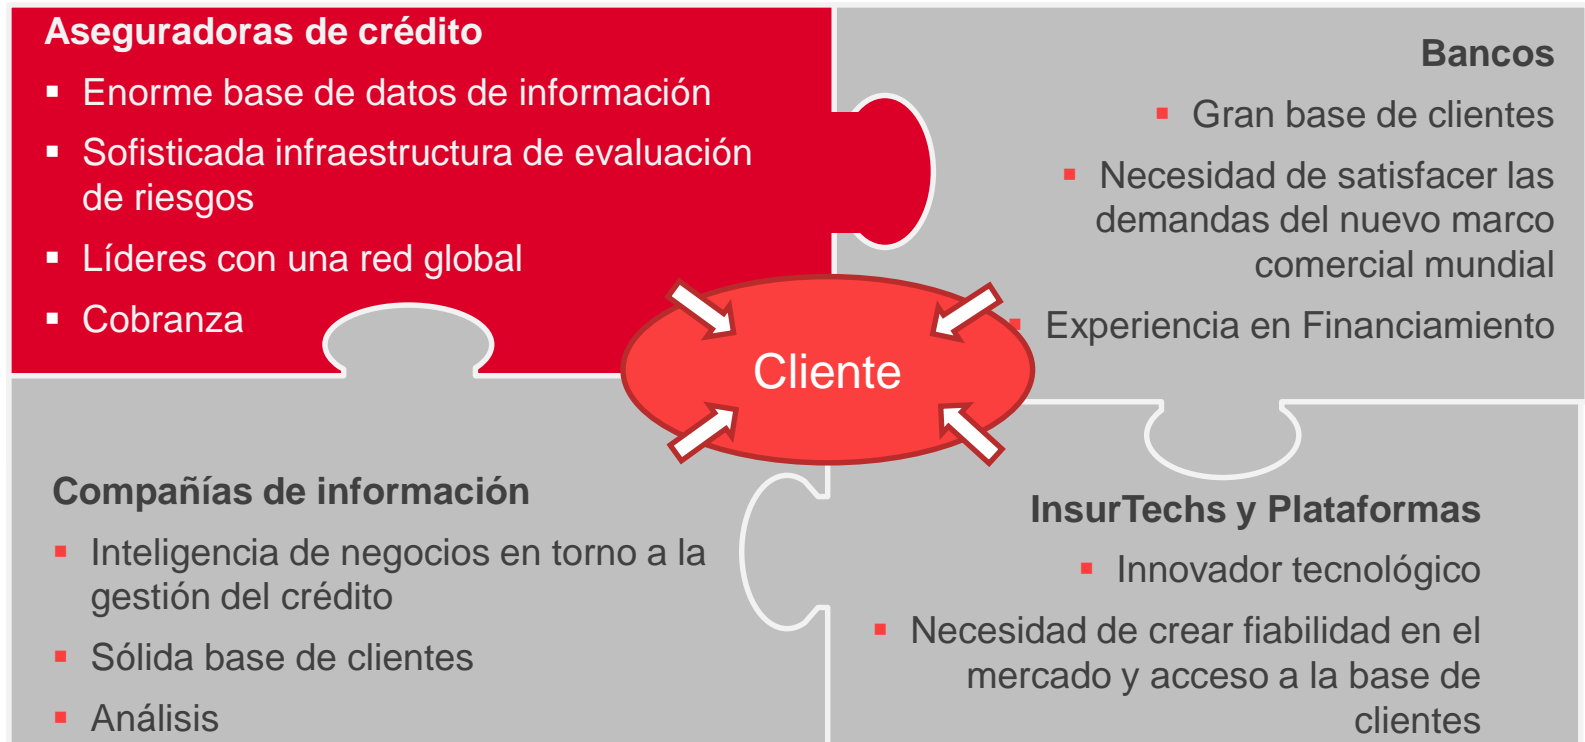 Aseguradoras de crédito
▪ Enorme base de datos de información
▪ Sofisticada infraestructura de evaluación
de riesgos
▪ Líderes con una red global
▪ Cobranza
Bancos
▪ Gran base de clientes
▪ Necesidad de satisfacer las
demandas del nuevo marco
comercial mundial
▪ Experiencia en Financiamiento
Cliente
Compañías de información
▪ Inteligencia de negocios en torno a la
gestión del crédito
▪ Sólida base de clientes
▪ Análisis
InsurTechs y Plataformas
▪ Innovador tecnológico
▪ Necesidad de crear fiabilidad en el
mercado y acceso a la base de
clientes